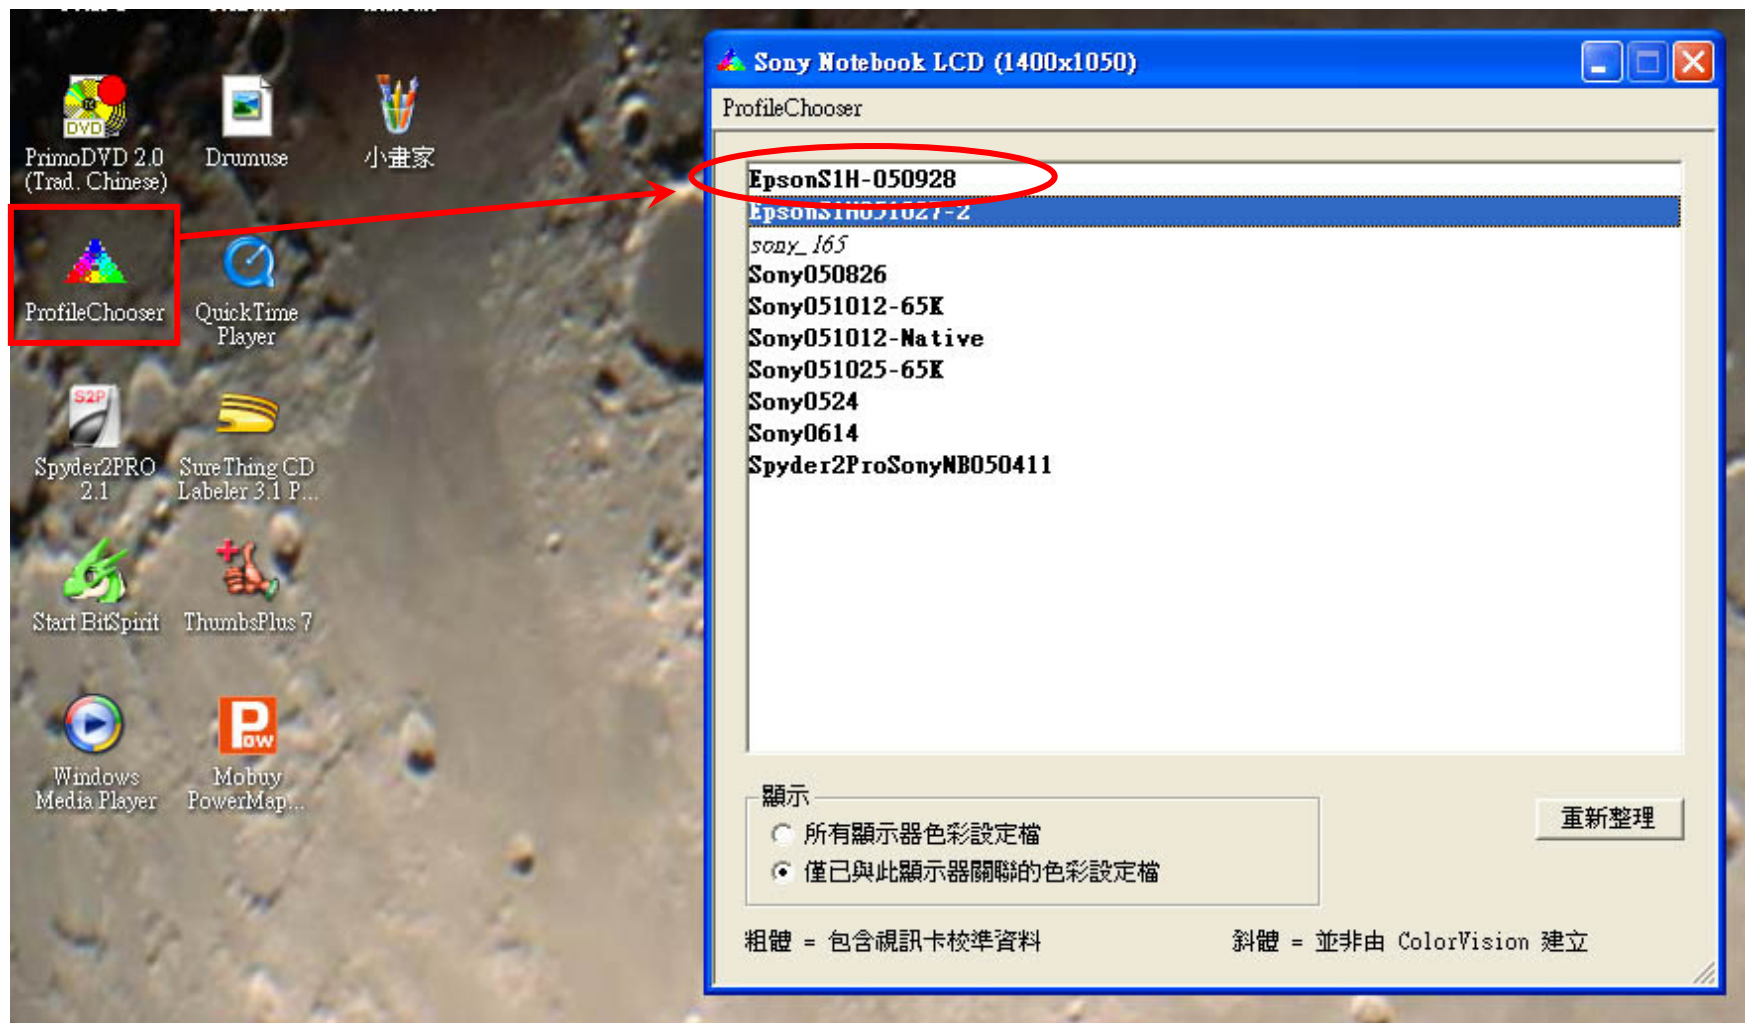 PrimoDVD 2.0
(Trad. Chinese)
Drumuse
小畫家
ProfileChooser
QuickTime
Player
S2P
Spyder2PRO
2.1
SureThing CD
Labeler 3.1 P...
Start BitSpirit
ThumbsPlus 7
Windows
Media Player
Pow
Mobuy
PowerMap...
DVD
Sony Notebook LCD (1400x1050)
ProfileChooser
EpsonS1H-050928
EpsonS1H051027-2
sony_165
Sony050826
Sony051012-65K
Sony051012-Native
Sony051025-65K
Sony0524
Sony0614
Spyder2ProSonyNB050411
顯示
所有顯示器色彩設定檔
僅已與此顯示器關聯的色彩設定檔
重新整理
粗體 = 包含視訊卡校準資料
斜體 = 並非由 ColorVision 建立